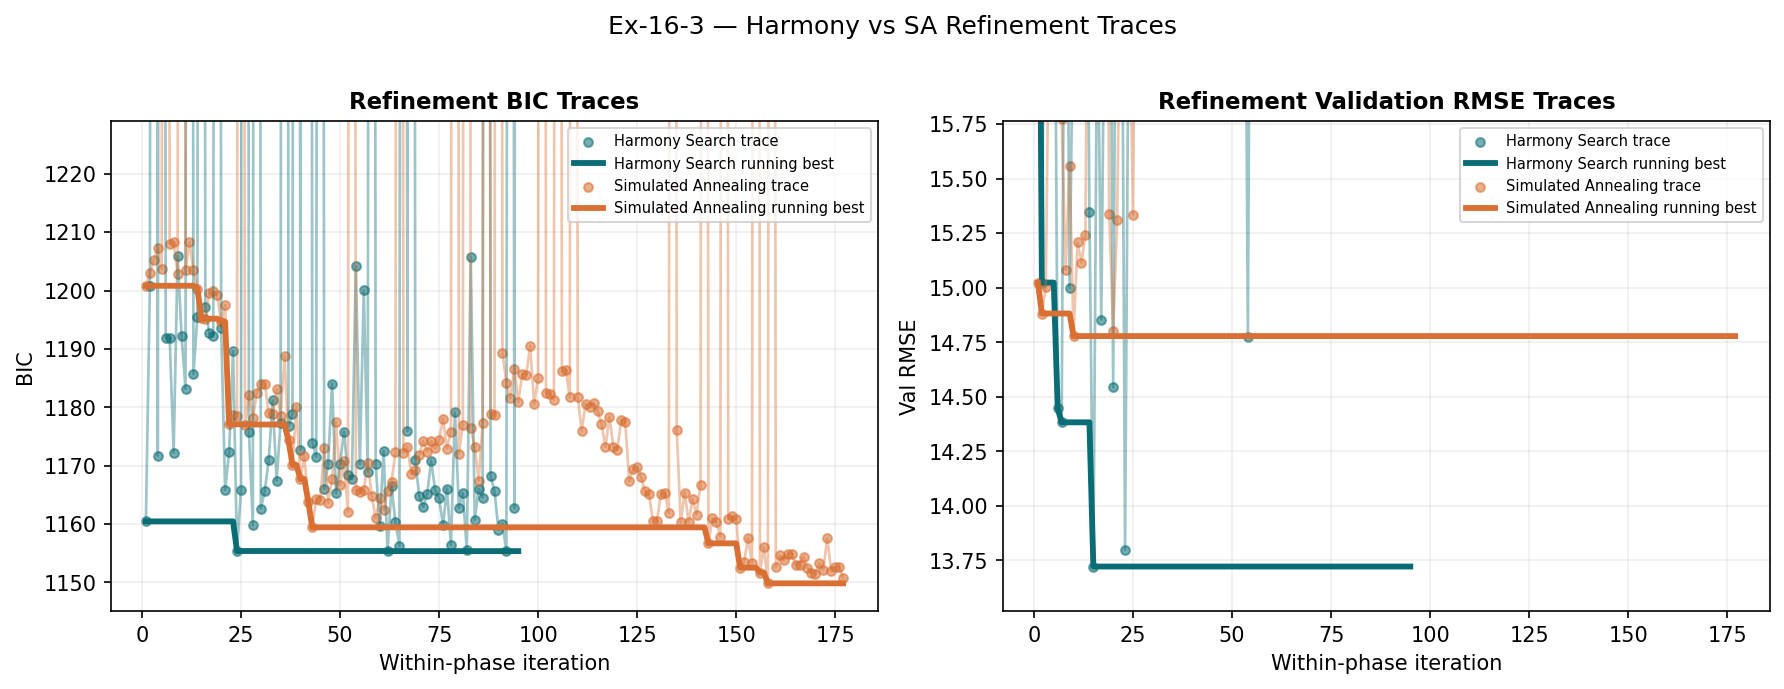 Ex-16-3 — Harmony vs SA Refinement Traces
Refinement BIC Traces
BIC
1220
1210
1200
1190
1180
1170
1160
1150
Harmony Search trace
Harmony Search running best
Simulated Annealing trace
Simulated Annealing running best
0 25 50 75 100 125 150 175
Within-phase iteration
Refinement Validation RMSE Traces
Val RMSE
15.75
15.50
15.25
15.00
14.75
14.50
14.25
14.00
13.75
Harmony Search trace
Harmony Search running best
Simulated Annealing trace
Simulated Annealing running best
0 25 50 75 100 125 150 175
Within-phase iteration